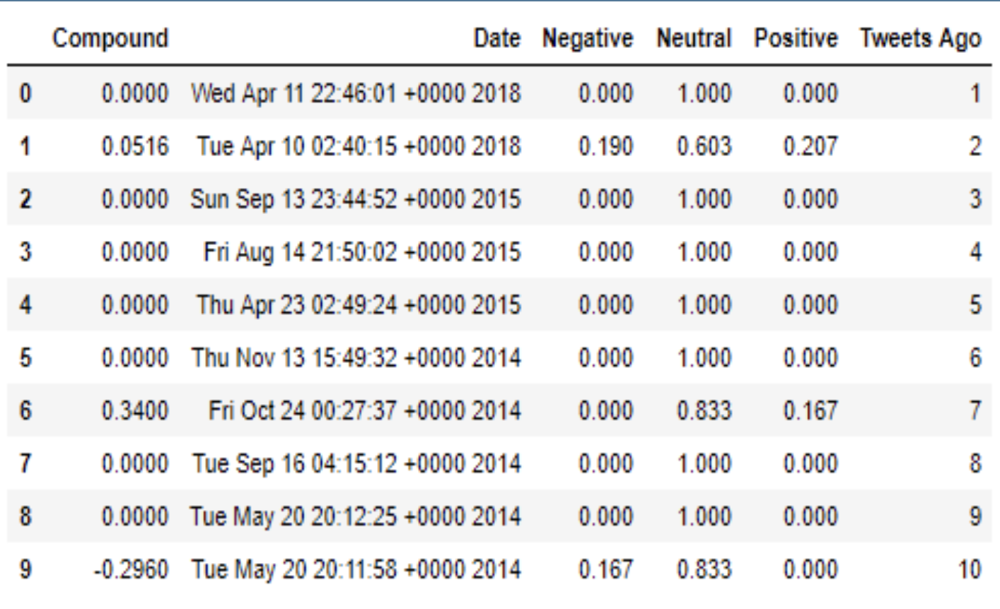 Compound Date Negative Neutral Positive Tweets Ago
0 0.0000 Wed Apr 11 22:46:01 +0000 2018 0.000 1.000 0.000 1
1 0.0516 Tue Apr 10 02:40:15 +0000 2018 0.190 0.603 0.207 2
2 0.0000 Sun Sep 13 23:44:52 +0000 2015 0.000 1.000 0.000 3
3 0.0000 Fri Aug 14 21:50:02 +0000 2015 0.000 1.000 0.000 4
4 0.0000 Thu Apr 23 02:49:24 +0000 2015 0.000 1.000 0.000 5
5 0.0000 Thu Nov 13 15:49:32 +0000 2014 0.000 1.000 0.000 6
6 0.3400 Fri Oct 24 00:27:37 +0000 2014 0.000 0.833 0.167 7
7 0.0000 Tue Sep 16 04:15:12 +0000 2014 0.000 1.000 0.000 8
8 0.0000 Tue May 20 20:12:25 +0000 2014 0.000 1.000 0.000 9
9 -0.2960 Tue May 20 20:11:58 +0000 2014 0.167 0.833 0.000 10